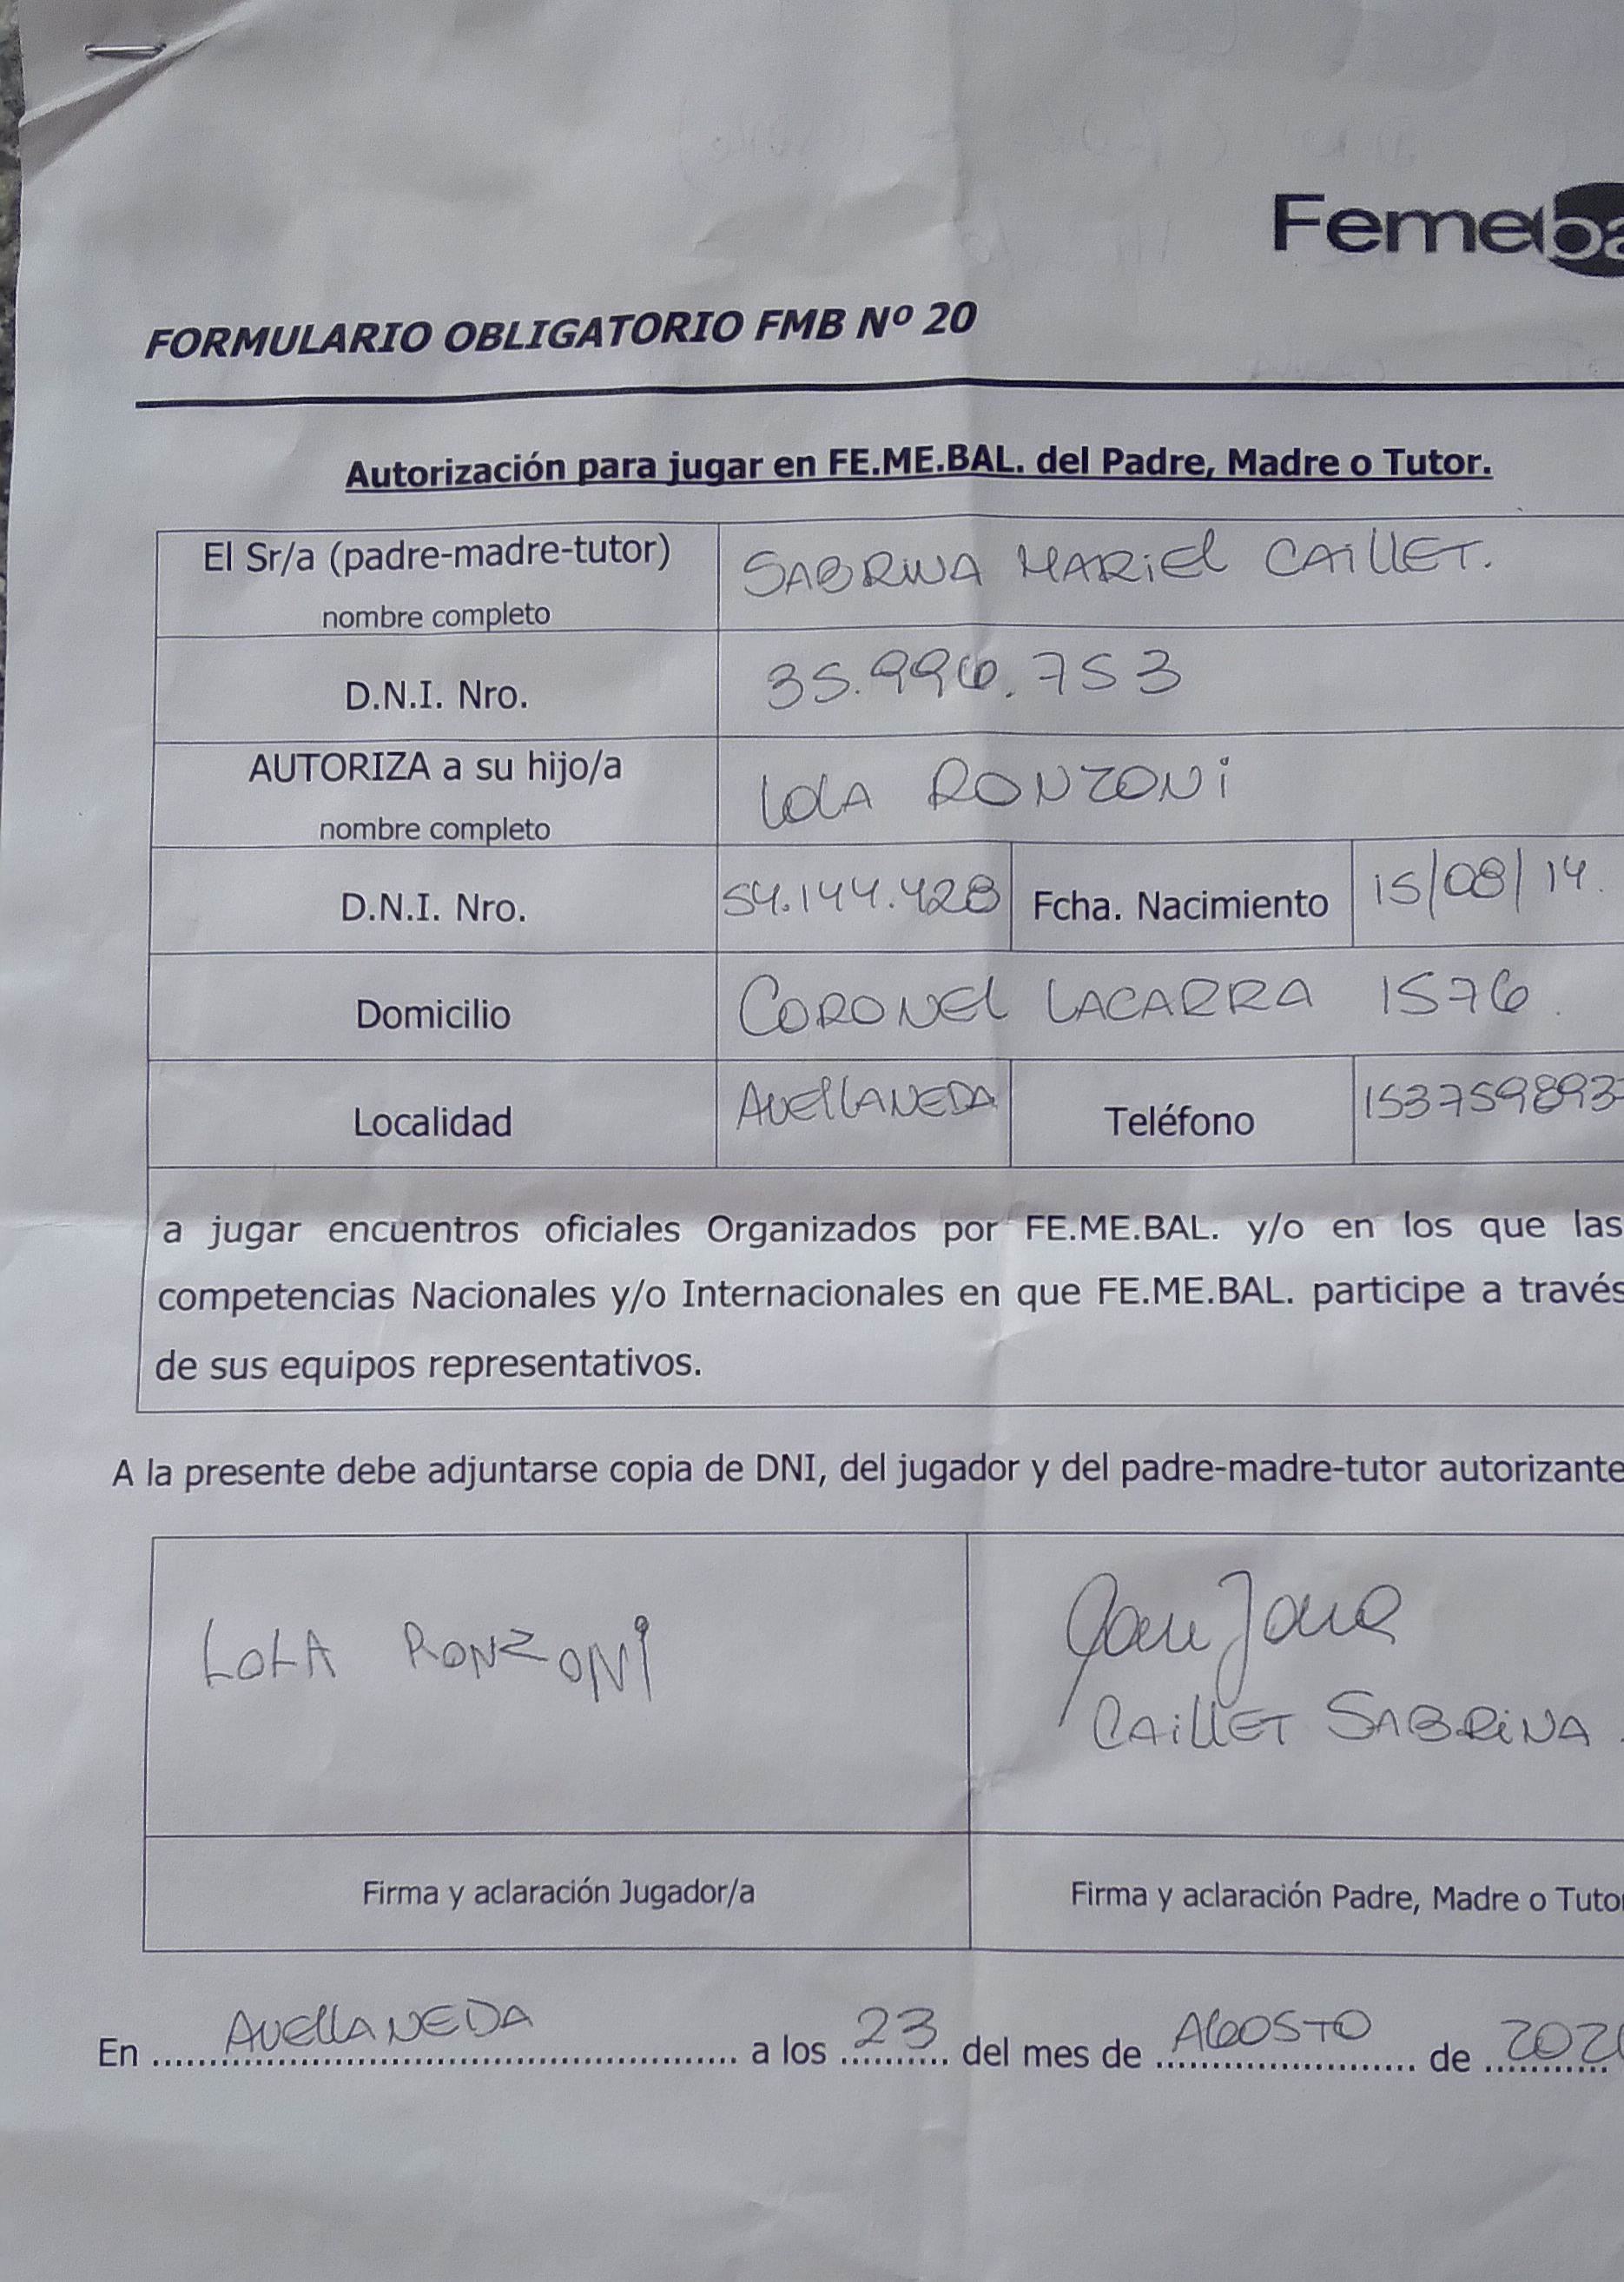 Femeba
FORMULARIO OBLIGATORIO FMB Nº 20
Autorización para jugar en FE.ME.BAL. del Padre, Madre o Tutor.
El Sr/a (padre-madre-tutor) SABRINA MARIEL CAILLET.
nombre completo
D.N.I. Nro. 35.996.753
AUTORIZA a su hijo/a LOLA RONZONI
nombre completo
D.N.I. Nro. 54.144.428 Fcha. Nacimiento 15/08/14.
Domicilio CORONEL LACARRA 1576.
Localidad AVELLANEDA Teléfono 1537598937
a jugar encuentros oficiales Organizados por FE.ME.BAL. y/o en los que las
competencias Nacionales y/o Internacionales en que FE.ME.BAL. participe a través
de sus equipos representativos.
A la presente debe adjuntarse copia de DNI, del jugador y del padre-madre-tutor autorizante
LOLA RONZONI CAILLET SABRINA.
Firma y aclaración Jugador/a Firma y aclaración Padre, Madre o Tutor
En AVELLANEDA a los 23 del mes de AGOSTO de